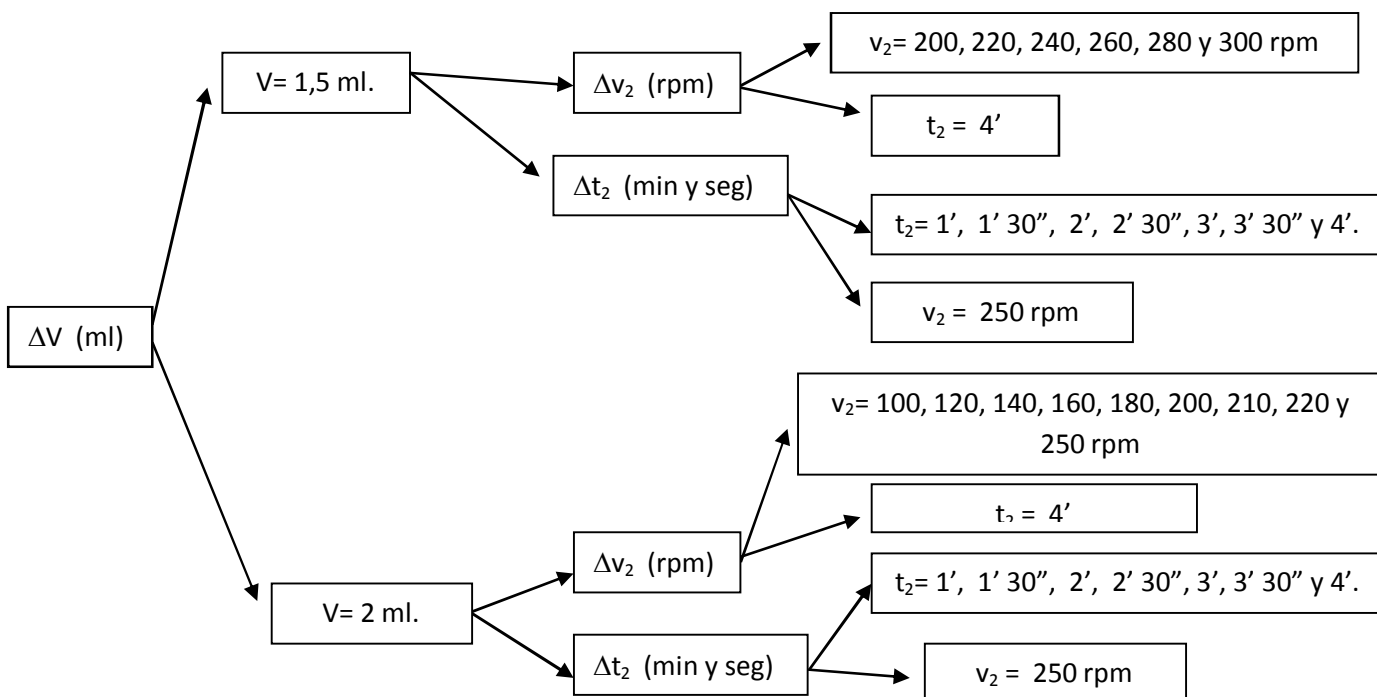 v₂= 200, 220, 240, 260, 280 y 300 rpm
V= 1,5 ml.
Δv₂ (rpm)
t₂ = 4’
Δt₂ (min y seg)
t₂= 1’, 1’ 30’’, 2’, 2’ 30’’, 3’, 3’ 30’’ y 4’.
v₂ = 250 rpm
ΔV (ml)
v₂= 100, 120, 140, 160, 180, 200, 210, 220 y
250 rpm
t₂ = 4’
Δv₂ (rpm)
t₂= 1’, 1’ 30’’, 2’, 2’ 30’’, 3’, 3’ 30’’ y 4’.
V= 2 ml.
Δt₂ (min y seg)
v₂ = 250 rpm